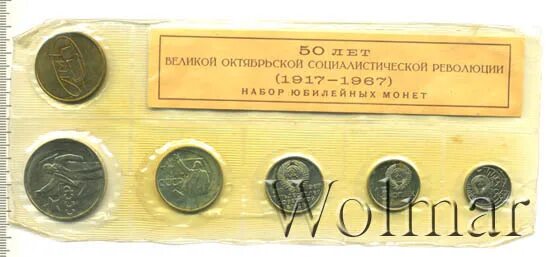 50 ЛЕТ
ВЕЛИКОЙ ОКТЯБРЬСКОЙ СОЦИАЛИСТИЧЕСКОЙ РЕВОЛЮЦИИ
(1917–1967)
НАБОР ЮБИЛЕЙНЫХ МОНЕТ
Wolmar